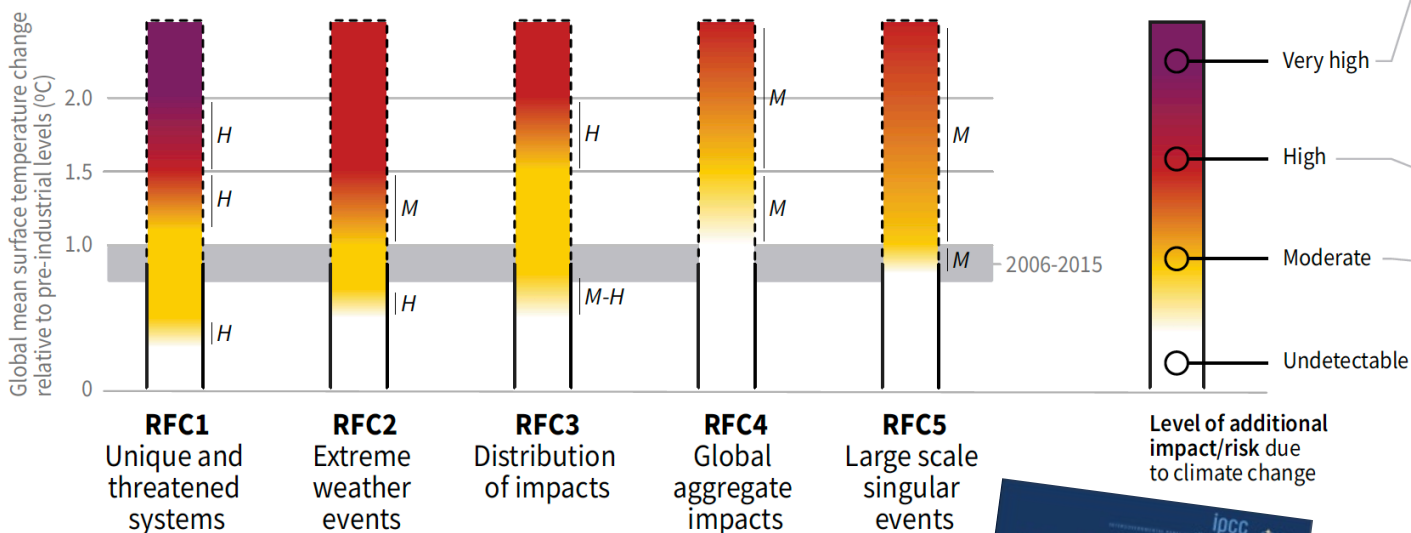 Global mean surface temperature change
relative to pre-industrial levels (⁰C)
2.0
1.5
1.0
0
H
H
H
M
H
H
M-H
M
M
M
M
2006-2015
RFC1
Unique and
threatened
systems
RFC2
Extreme
weather
events
RFC3
Distribution
of impacts
RFC4
Global
aggregate
impacts
RFC5
Large scale
singular
events
Very high
High
Moderate
Undetectable
Level of additional
impact/risk due
to climate change
ipcc